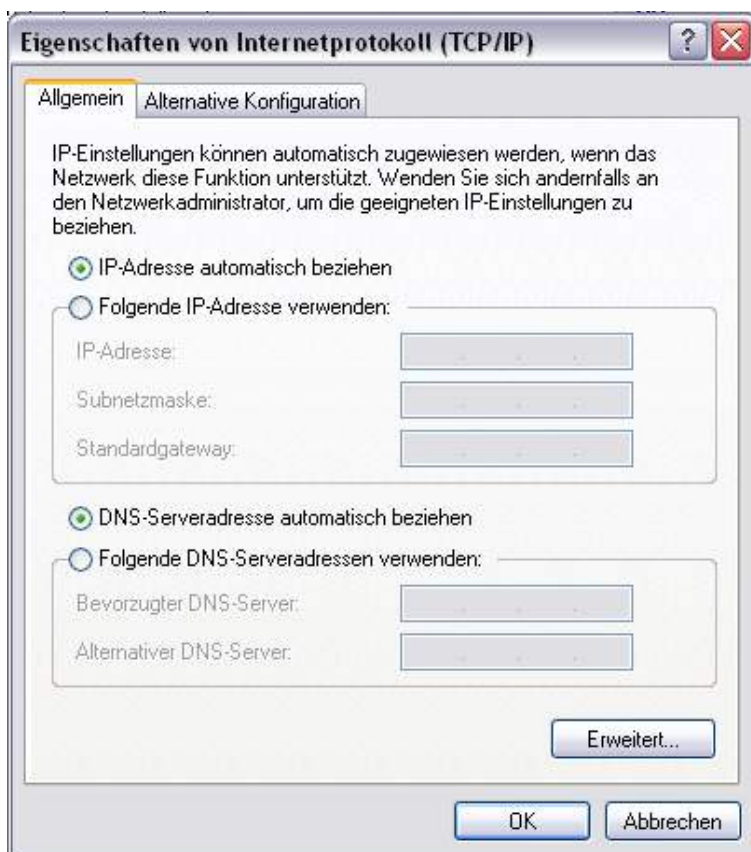 Eigenschaften von Internetprotokoll (TCP/IP)
Allgemein
Alternative Konfiguration
IP-Einstellungen können automatisch zugewiesen werden, wenn das
Netzwerk diese Funktion unterstützt. Wenden Sie sich andernfalls an
den Netzwerkadministrator, um die geeigneten IP-Einstellungen zu
beziehen.
IP-Adresse automatisch beziehen
Folgende IP-Adresse verwenden:
IP-Adresse:
Subnetzmaske:
Standardgateway:
DNS-Serveradresse automatisch beziehen
Folgende DNS-Serveradressen verwenden:
Bevorzugter DNS-Server:
Alternativer DNS-Server:
Erweitert...
OK
Abbrechen